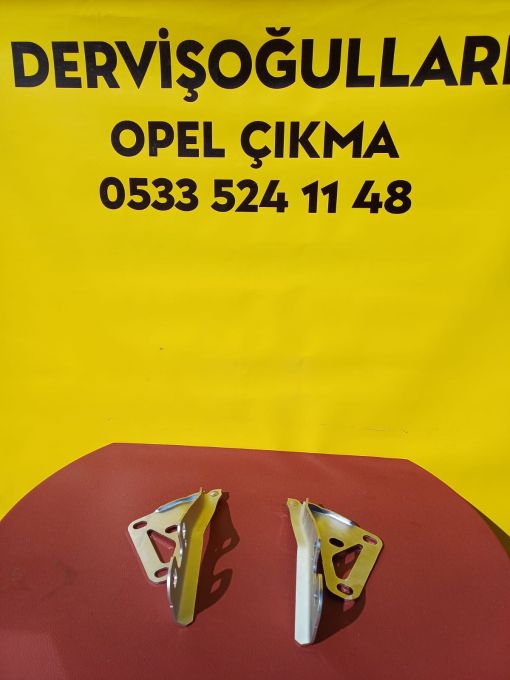 DERVİŞOĞULLARI
OPEL ÇIKMA
0533 524 11 48